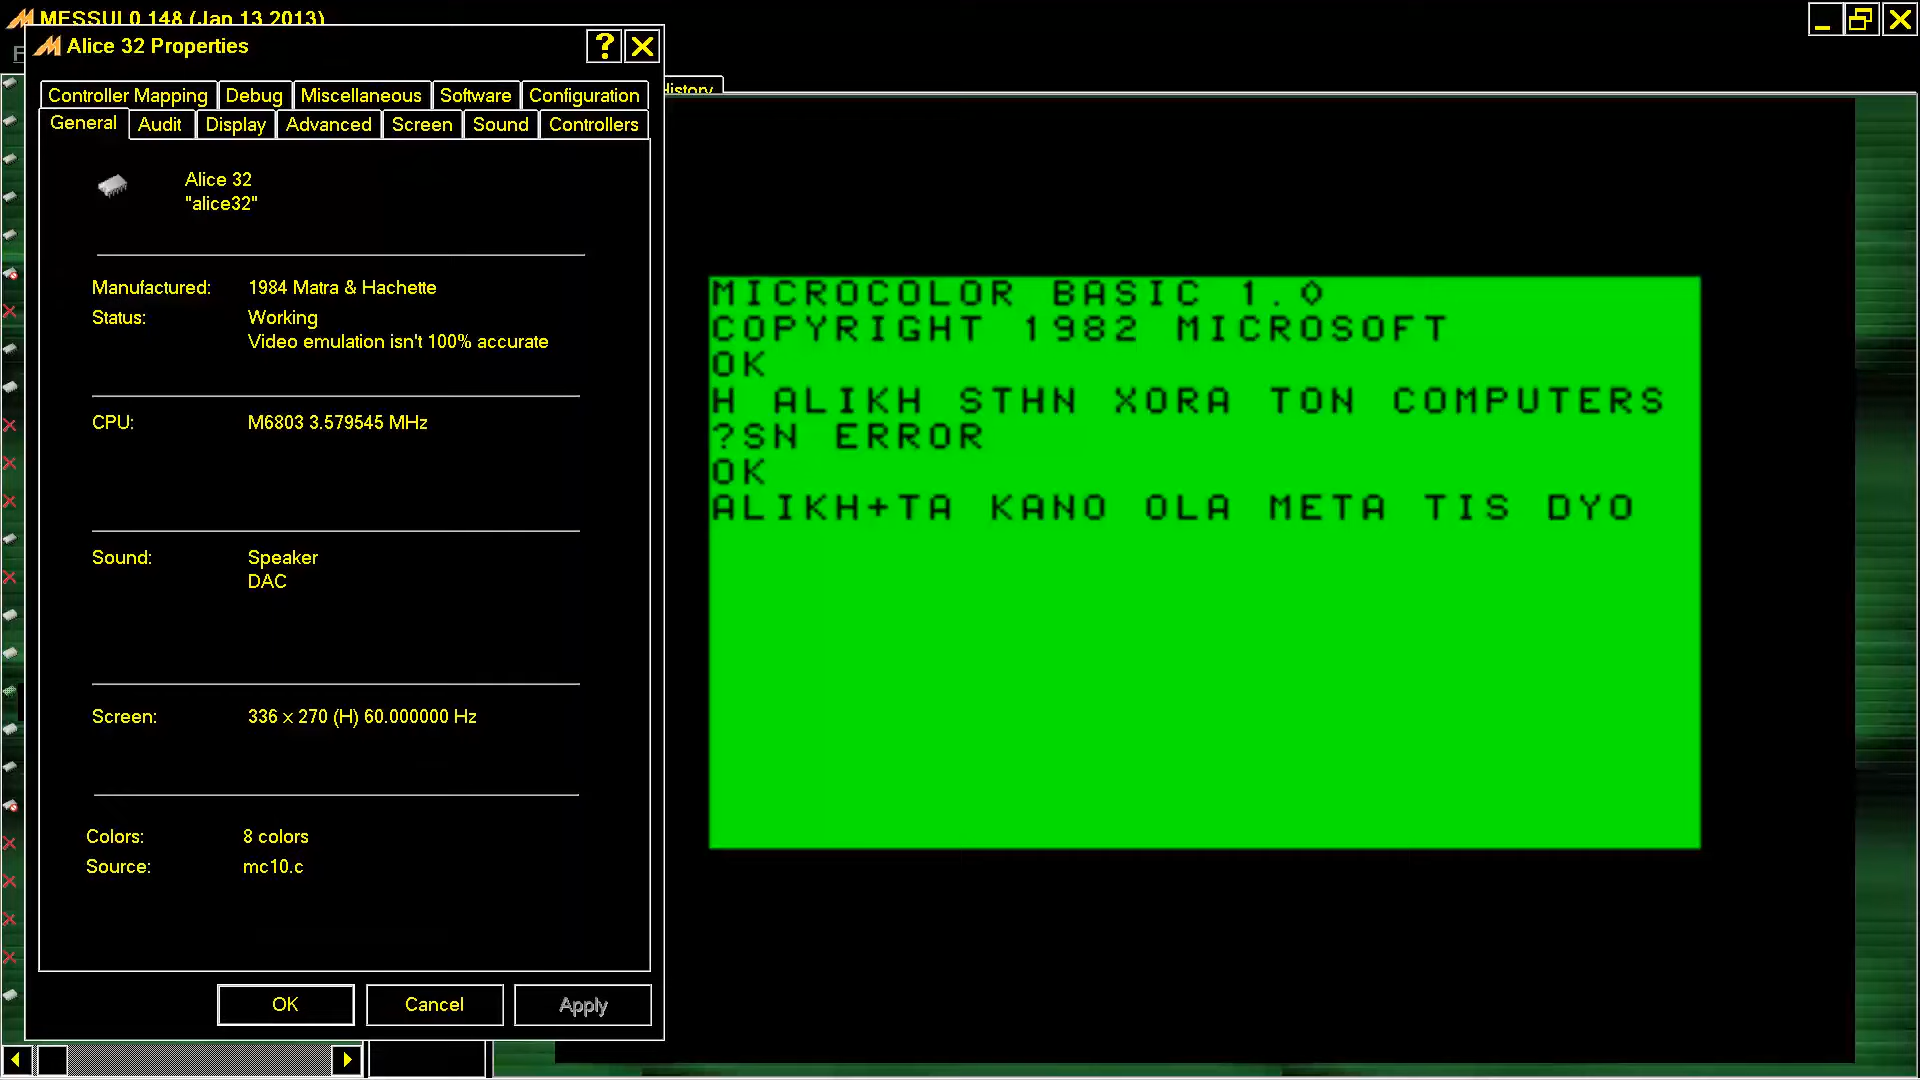 MESSUI 0.148 (Jan 13 2013)
Alice 32 Properties
Controller Mapping Debug Miscellaneous Software Configuration
General Audit Display Advanced Screen Sound Controllers
History
Alice 32
"alice32"
Manufactured: 1984 Matra & Hachette
Status: Working
Video emulation isn't 100% accurate
CPU: M6803 3.579545 MHz
Sound: Speaker
DAC
Screen: 336 x 270 (H) 60.000000 Hz
Colors: 8 colors
Source: mc10.c
OK Cancel Apply
MICROCOLOR BASIC 1.0
COPYRIGHT 1982 MICROSOFT
OK
H ALIKH STHN XORA TON COMPUTERS
?SN ERROR
OK
ALIKH+TA KANO OLA META TIS DYO